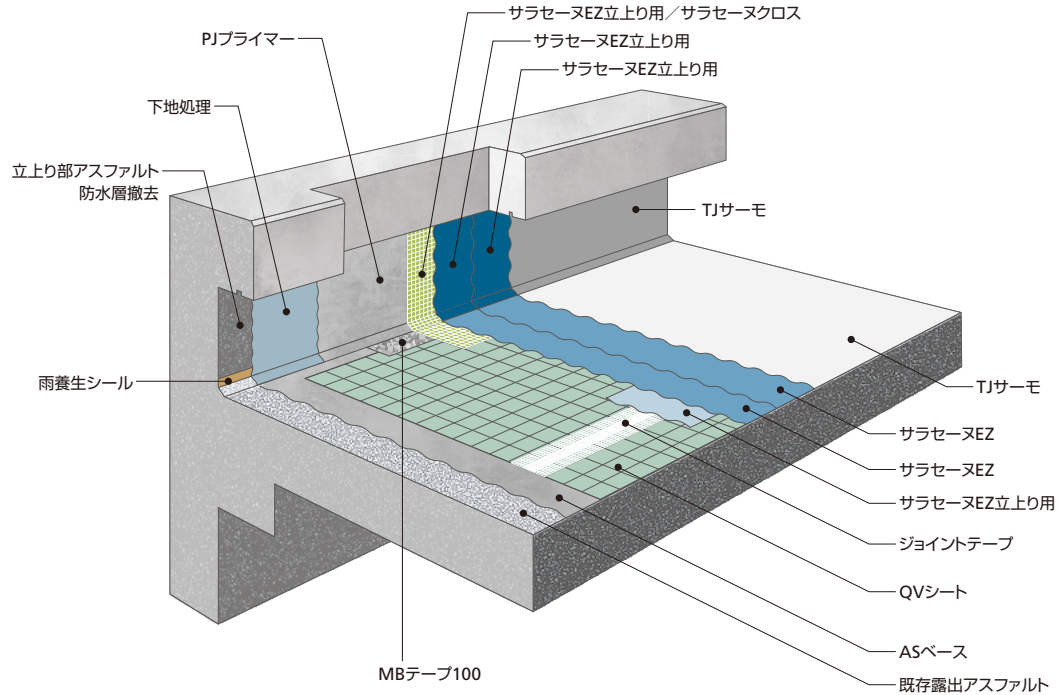 サラセーヌEZ立上り用／サラセーヌクロス
PJプライマー
サラセーヌEZ立上り用
サラセーヌEZ立上り用
下地処理
立上り部アスファルト
防水層撤去
TJサーモ
雨養生シール
TJサーモ
サラセーヌEZ
サラセーヌEZ
サラセーヌEZ立上り用
ジョイントテープ
QVシート
ASベース
MBテープ100
既存露出アスファルト